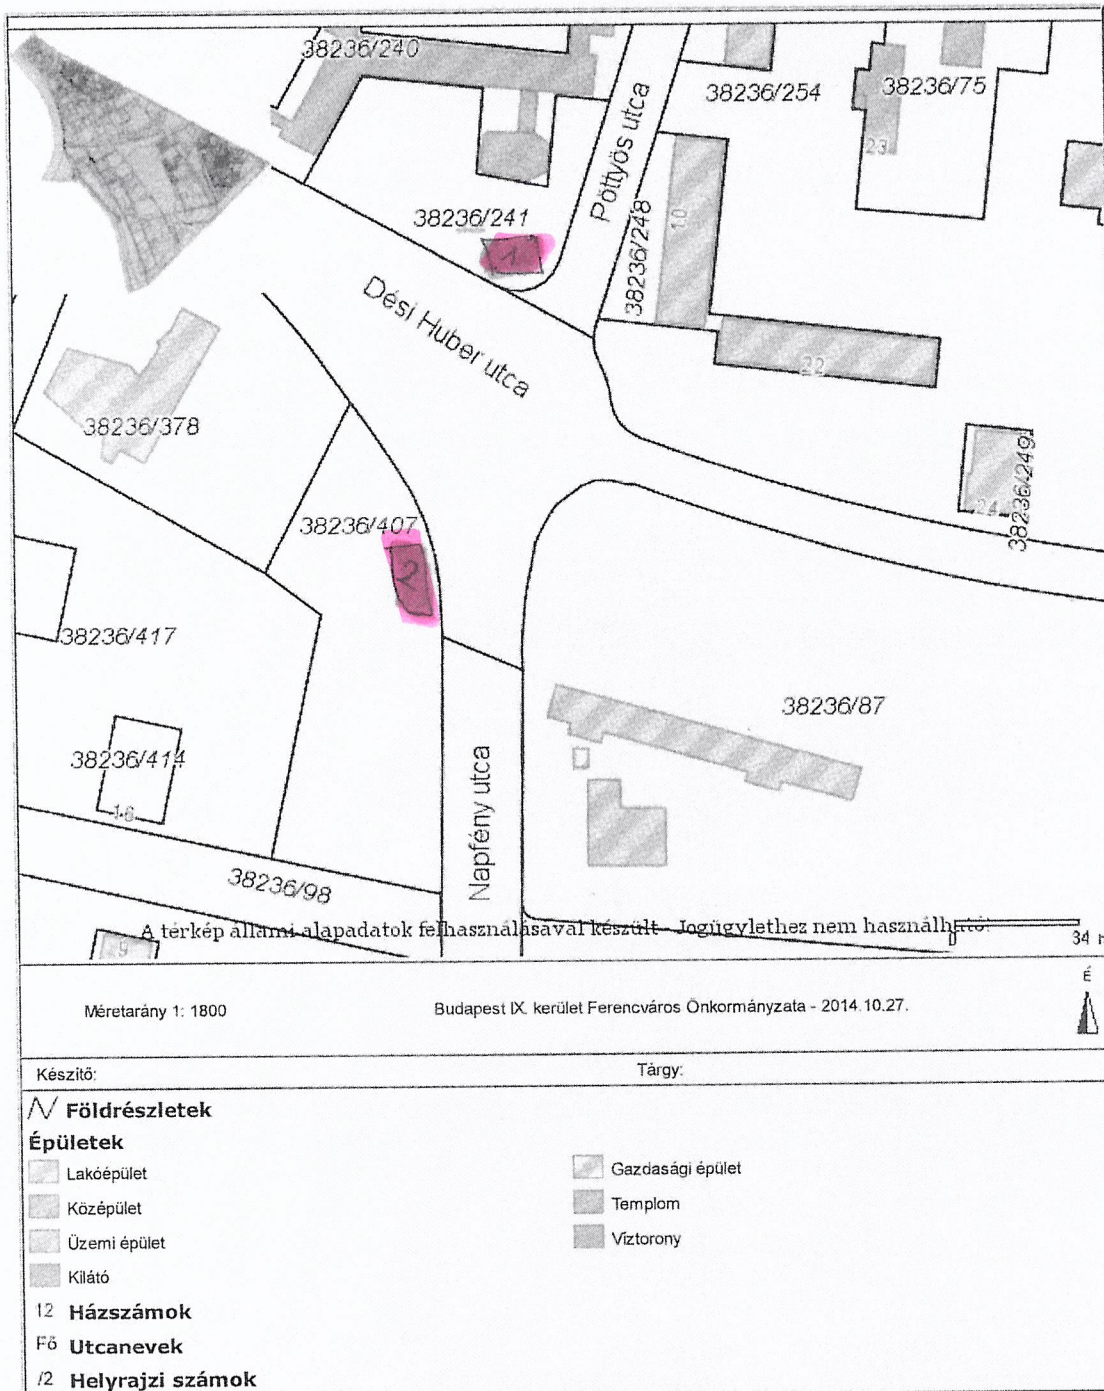 38236/240
38236/254
38236/75
23
Pöttyös utca
38236/241
1
38236/248
10
Dési Huber utca
22
38236/378
38236/249
24
38236/407
2
38236/417
38236/87
38236/414
16
Napfény utca
38236/98
A térkép állami alapadatok felhasználásával készült Jogügylethez nem használható!
9
0
34 m
Méretarány 1: 1800
Budapest IX. kerület Ferencváros Önkormányzata - 2014.10.27.
É
Készítő:
Tárgy:
Földrészletek
Épületek
Lakóépület
Középület
Üzemi épület
Kilátó
Gazdasági épület
Templom
Víztorony
12 Házszámok
Fő Utcanevek
/2 Helyrajzi számok